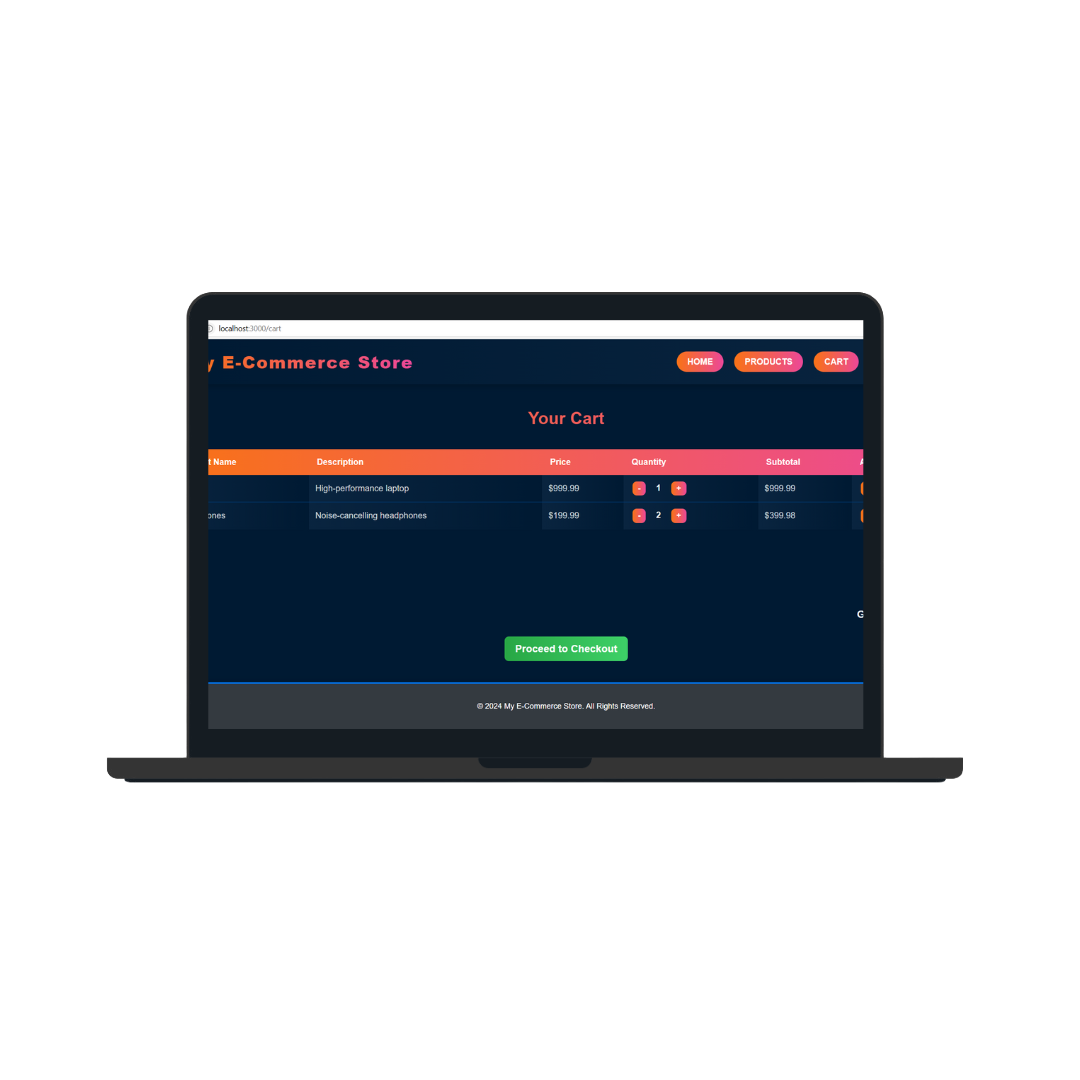 localhost:3000/cart
y E-Commerce Store HOME PRODUCTS CART
Your Cart
t Name Description Price Quantity Subtotal A
High-performance laptop $999.99 - 1 + $999.99
ones Noise-cancelling headphones $199.99 - 2 + $399.98
G
Proceed to Checkout
© 2024 My E-Commerce Store. All Rights Reserved.